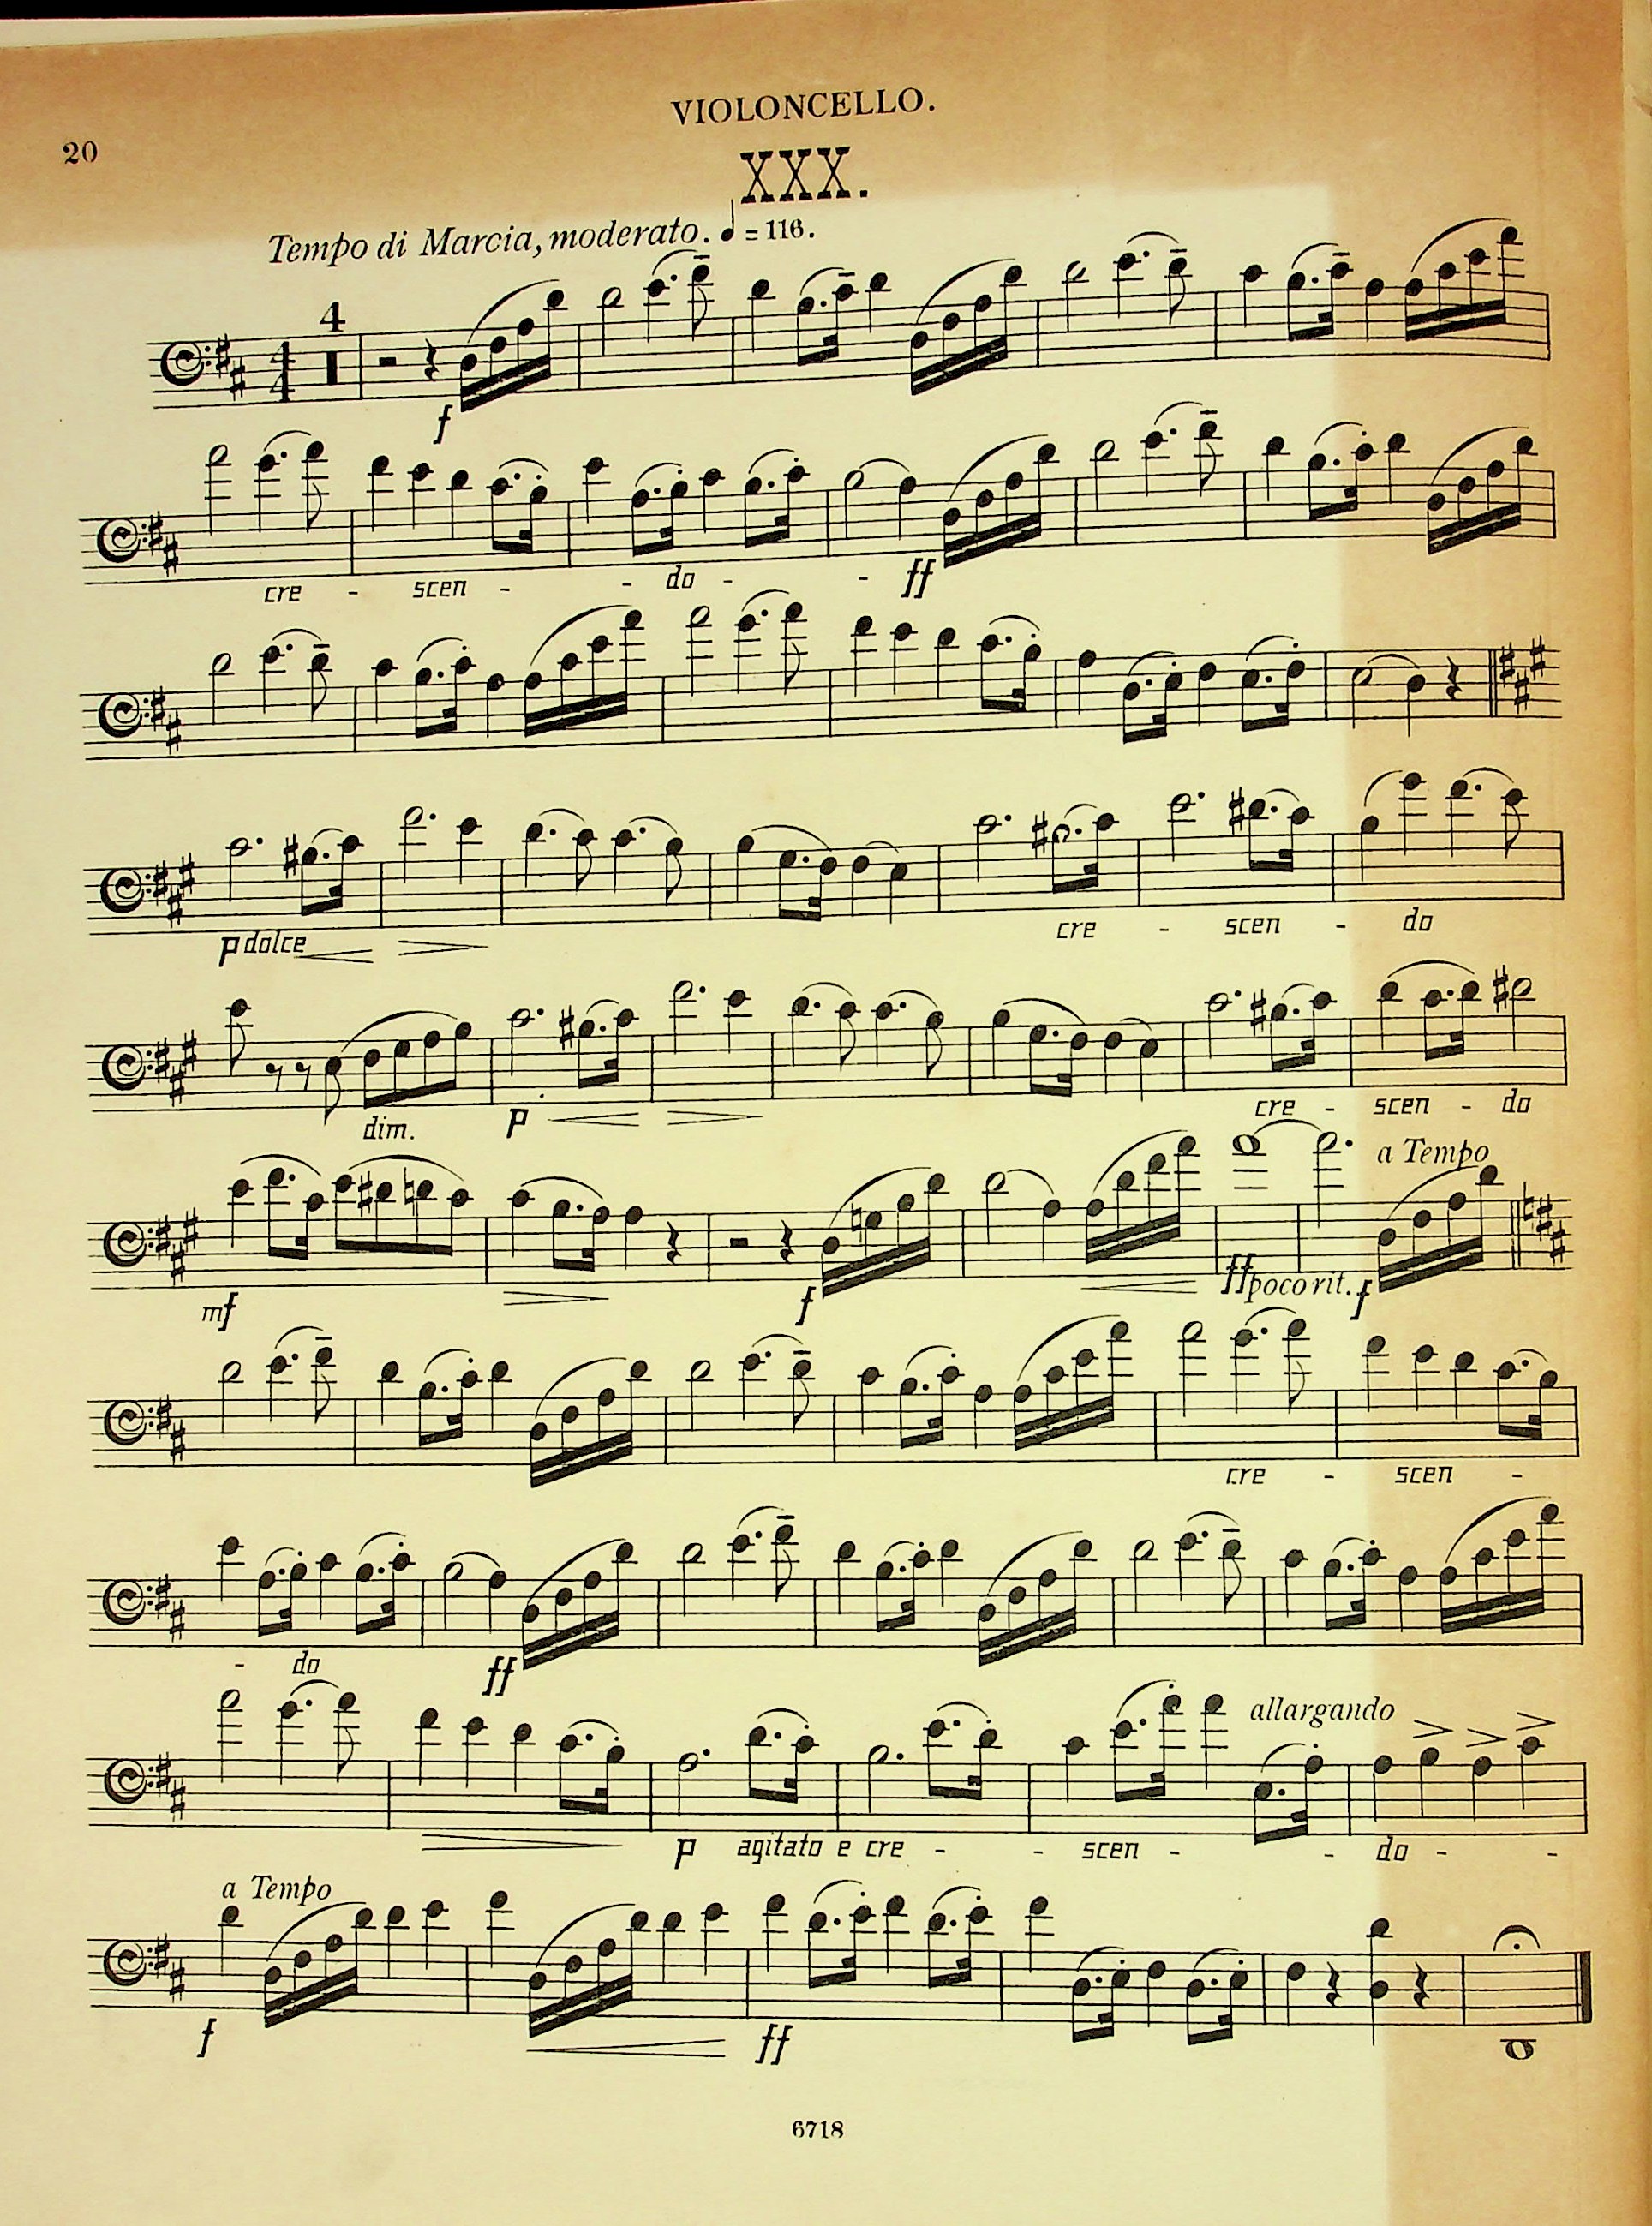 VIOLONCELLO.
20
XXX.
Tempo di Marcia, moderato. ♩ = 116.
4
4
4
f
cre - scen - - do - - ff
p dolce cre - scen - do
dim. p cre - scen - do
a Tempo
mf f ff poco rit. f
cre - scen -
- do ff
allargando
p agitato e cre - - scen - - do - -
a Tempo
f ff
6718